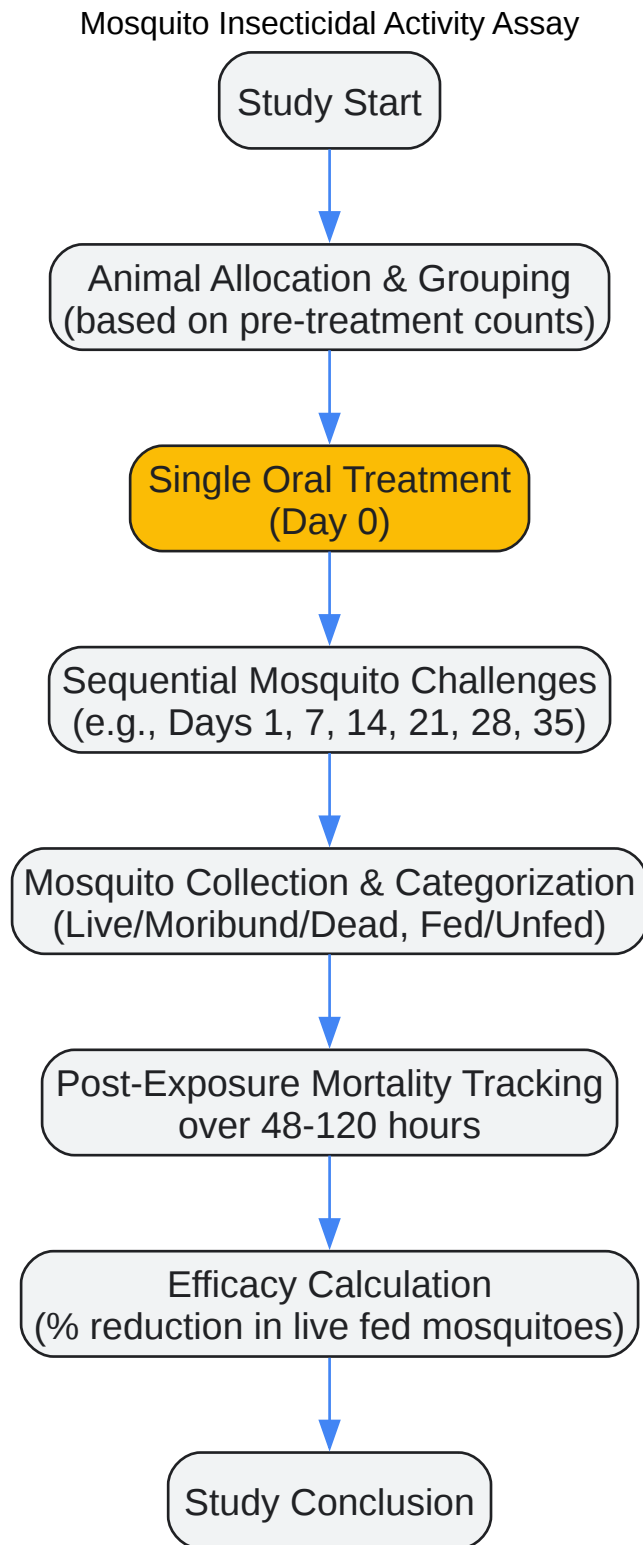 Mosquito Insecticidal Activity Assay
Study Start
Animal Allocation & Grouping
(based on pre-treatment counts)
Single Oral Treatment
(Day 0)
Sequential Mosquito Challenges
(e.g., Days 1, 7, 14, 21, 28, 35)
Mosquito Collection & Categorization
(Live/Moribund/Dead, Fed/Unfed)
Post-Exposure Mortality Tracking
over 48-120 hours
Efficacy Calculation
(% reduction in live fed mosquitoes)
Study Conclusion